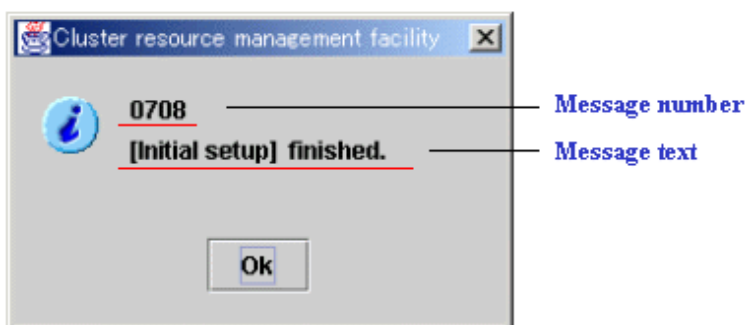 Cluster resource management facility
0708
Message number
[Initial setup] finished.
Message text
Ok